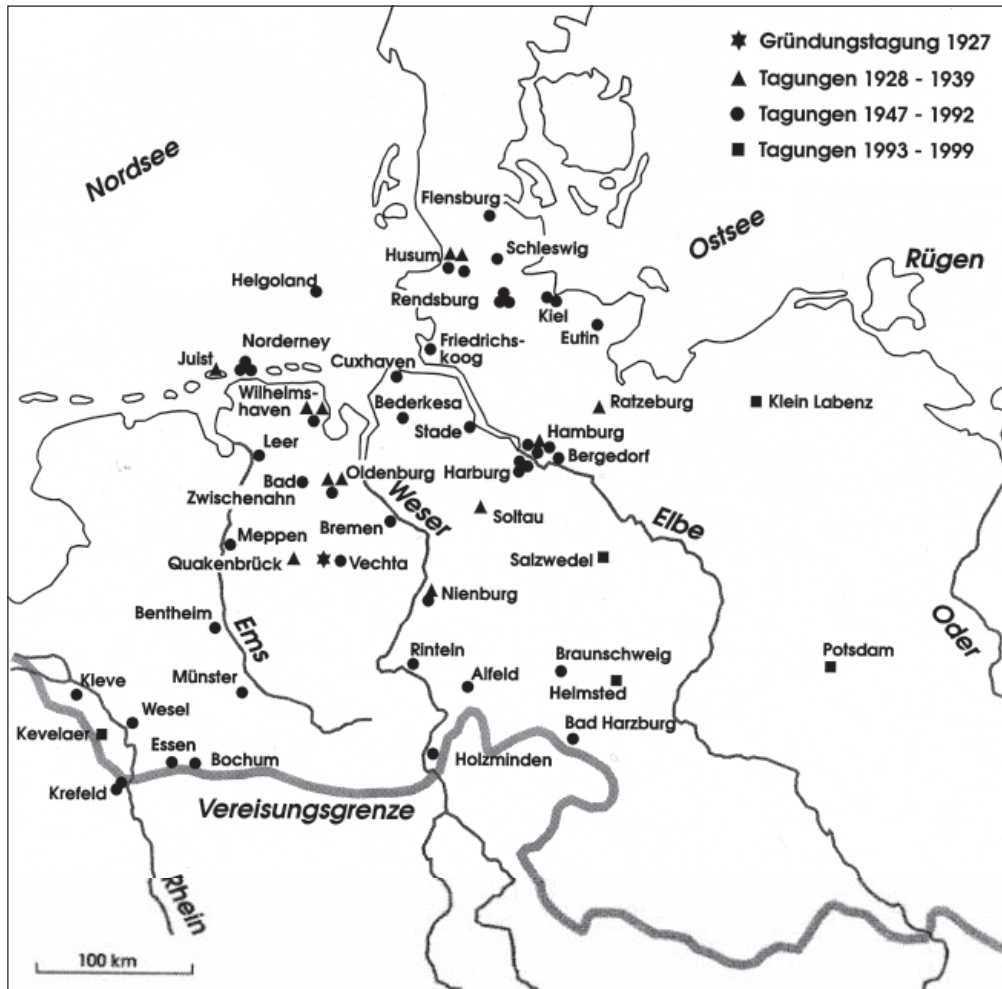 Gründungstagung 1927
Tagungen 1928 - 1939
Tagungen 1947 - 1992
Tagungen 1993 - 1999
Nordsee
Ostsee
Rügen
Flensburg
Husum
Schleswig
Helgoland
Rendsburg
Kiel
Eutin
Friedrichs-
koog
Norderney
Juist
Cuxhaven
Wilhelms-
haven
Bederkesa
Stade
Ratzeburg
Klein Labenz
Hamburg
Bergedorf
Harburg
Leer
Bad
Zwischenahn
Oldenburg
Weser
Soltau
Elbe
Bremen
Meppen
Quakenbrück
Vechta
Salzwedel
Nienburg
Bentheim
Ems
Oder
Rinteln
Braunschweig
Potsdam
Alfeld
Helmsted
Münster
Kleve
Wesel
Kevelaer
Bad Harzburg
Essen
Bochum
Holzminden
Krefeld
Vereisungsgrenze
Rhein
100 km